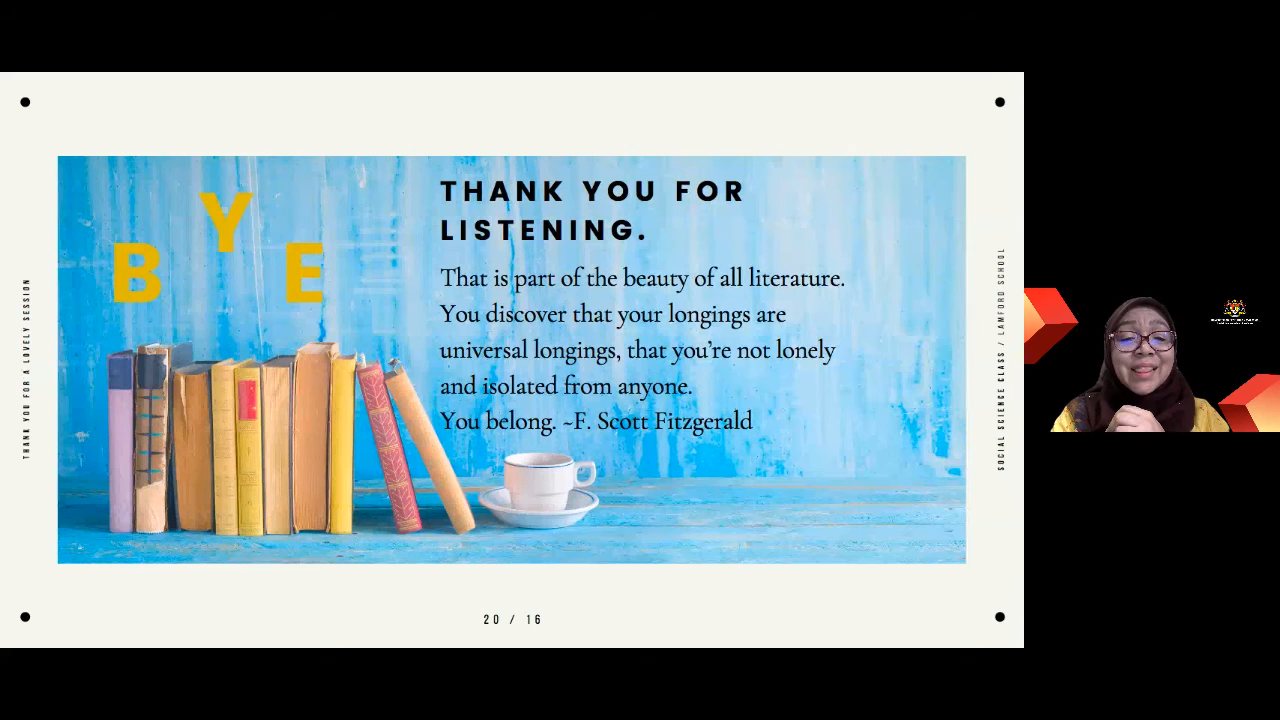 BYE
THANK YOU FOR
LISTENING.
That is part of the beauty of all literature.
You discover that your longings are
universal longings, that you’re not lonely
and isolated from anyone.
You belong. ~F. Scott Fitzgerald
THANK YOU FOR A LOVELY SESSION
SOCIAL SCIENCE CLASS / LAMFORD SCHOOL
20 / 16